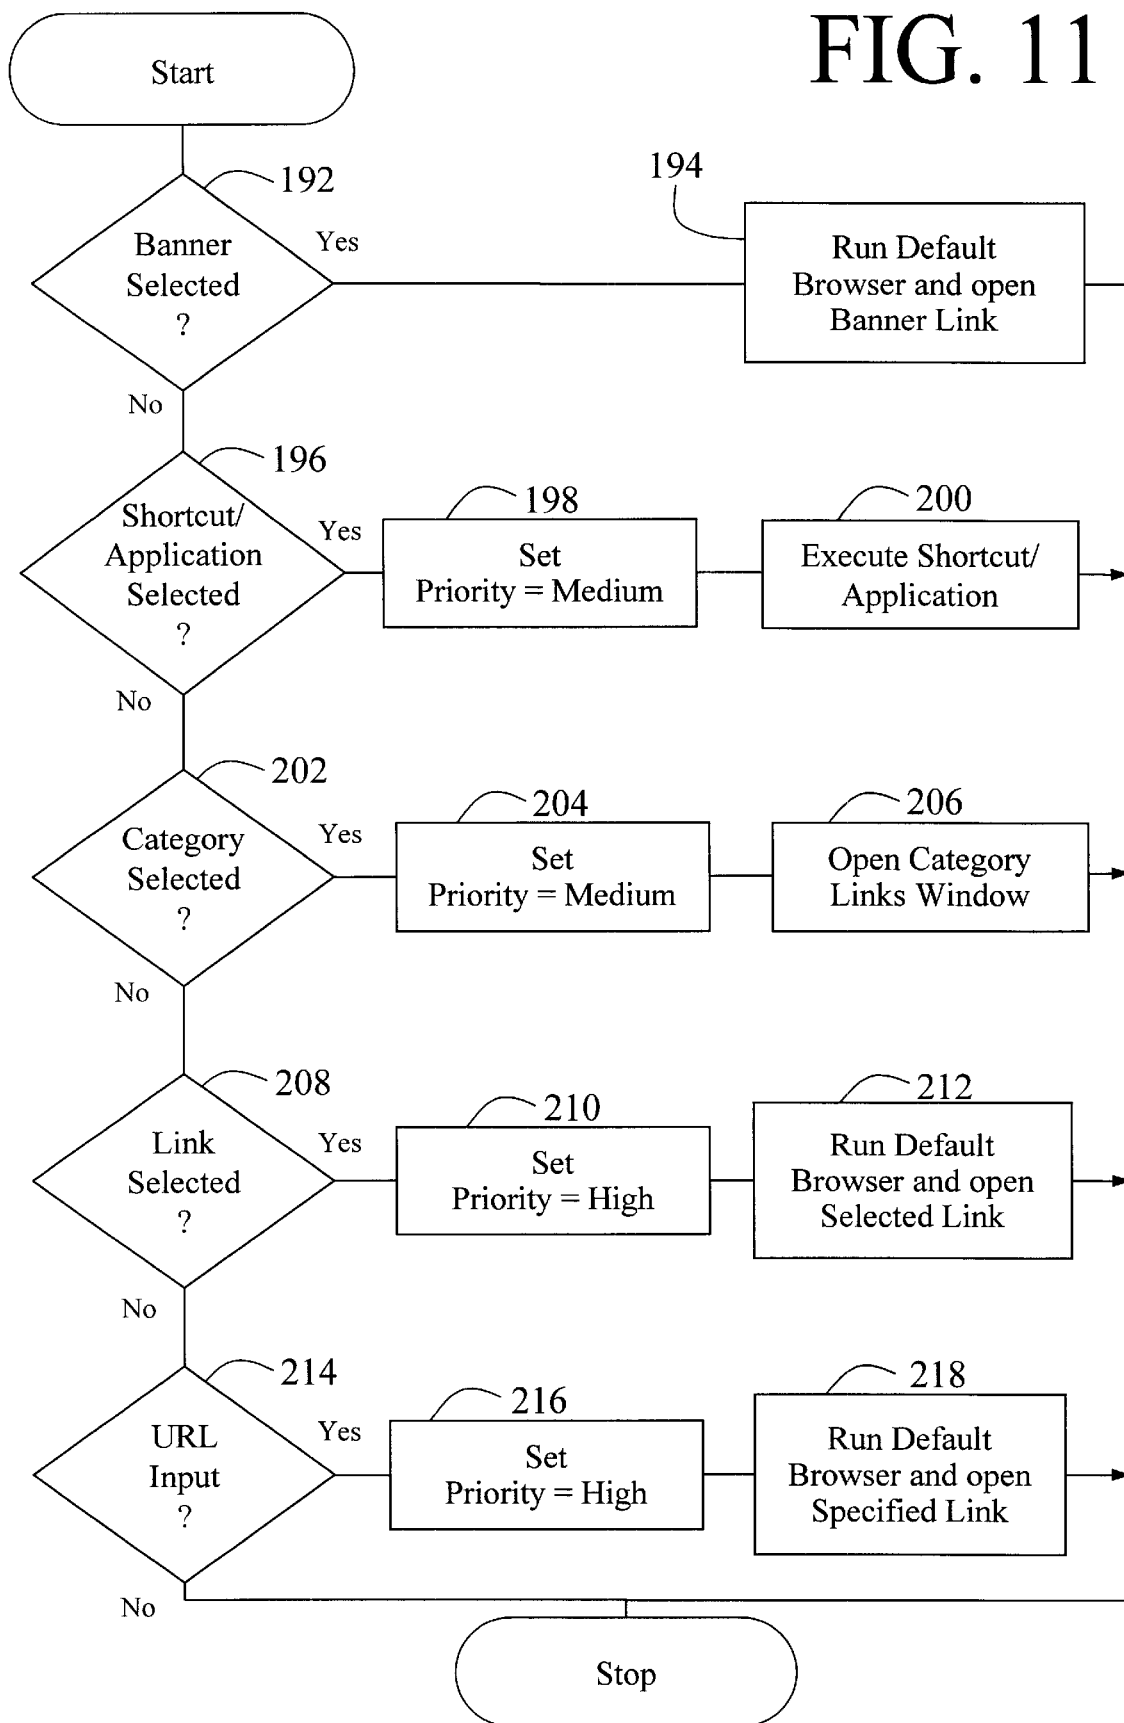 FIG. 11
Start
192
194
Banner
Selected
?
Yes
Run Default
Browser and open
Banner Link
No
196
198
200
Shortcut/
Application
Selected
?
Yes
Set
Priority = Medium
Execute Shortcut/
Application
No
202
204
206
Category
Selected
?
Yes
Set
Priority = Medium
Open Category
Links Window
No
208
210
212
Link
Selected
?
Yes
Set
Priority = High
Run Default
Browser and open
Selected Link
No
214
216
218
URL
Input
?
Yes
Set
Priority = High
Run Default
Browser and open
Specified Link
No
Stop